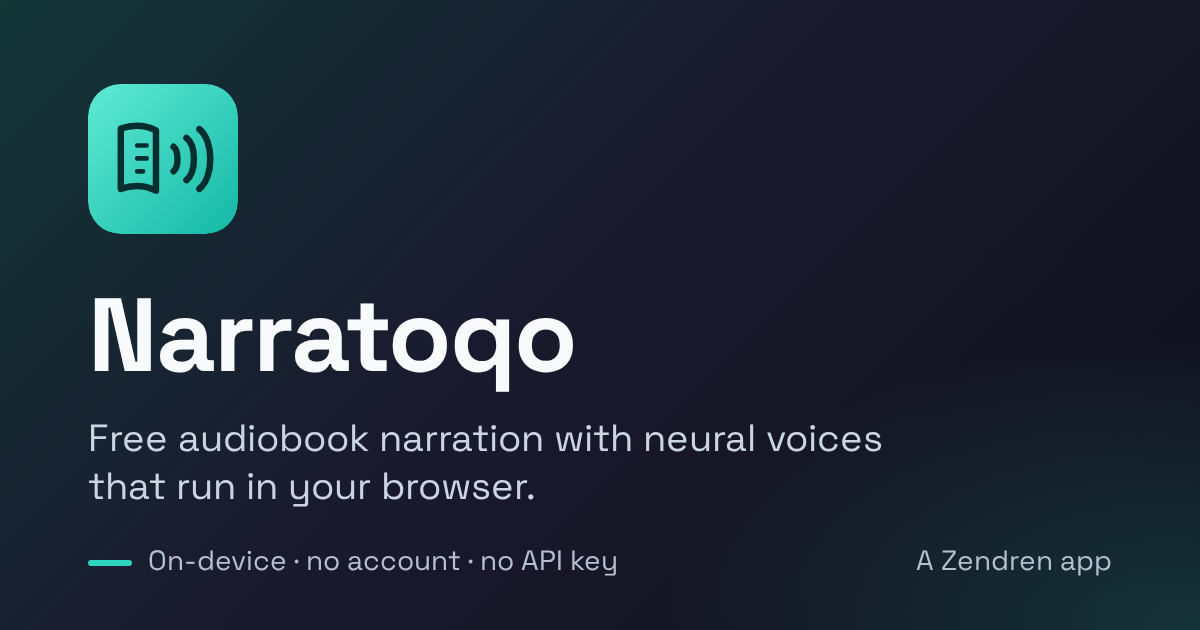 Narratoqo
Free audiobook narration with neural voices
that run in your browser.
On-device · no account · no API key
A Zendren app